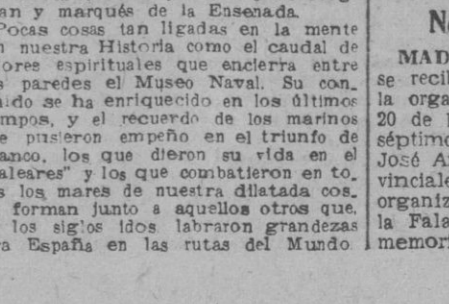 an y marqués de la Ensenada.
Pocas cosas tan ligadas en la mente
n nuestra Historia como el caudal de
ores espirituales que encierra entre
s paredes el Museo Naval. Su con-
ido se ha enriquecido en los últimos
mpos, y el recuerdo de los marinos
e pusieron empeño en el triunfo de
anco, los que dieron su vida en el
aleares" y los que combatieron en to-
s los mares de nuestra dilatada cos-
forman junto a aquellos otros que,
los siglos idos labraron grandezas
ra España en las rutas del Mundo
N
MAD
se recib
la orga
20 de
séptimo
José A
vinciale
organiz
la Fala
memori